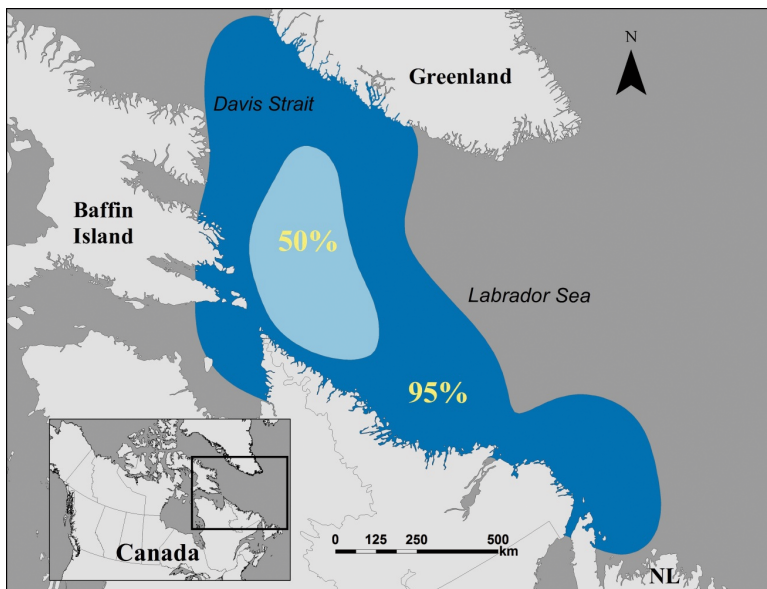 N
Greenland
Davis Strait
Baffin
Island
50%
Labrador Sea
95%
Canada
0 125 250 500
km
NL